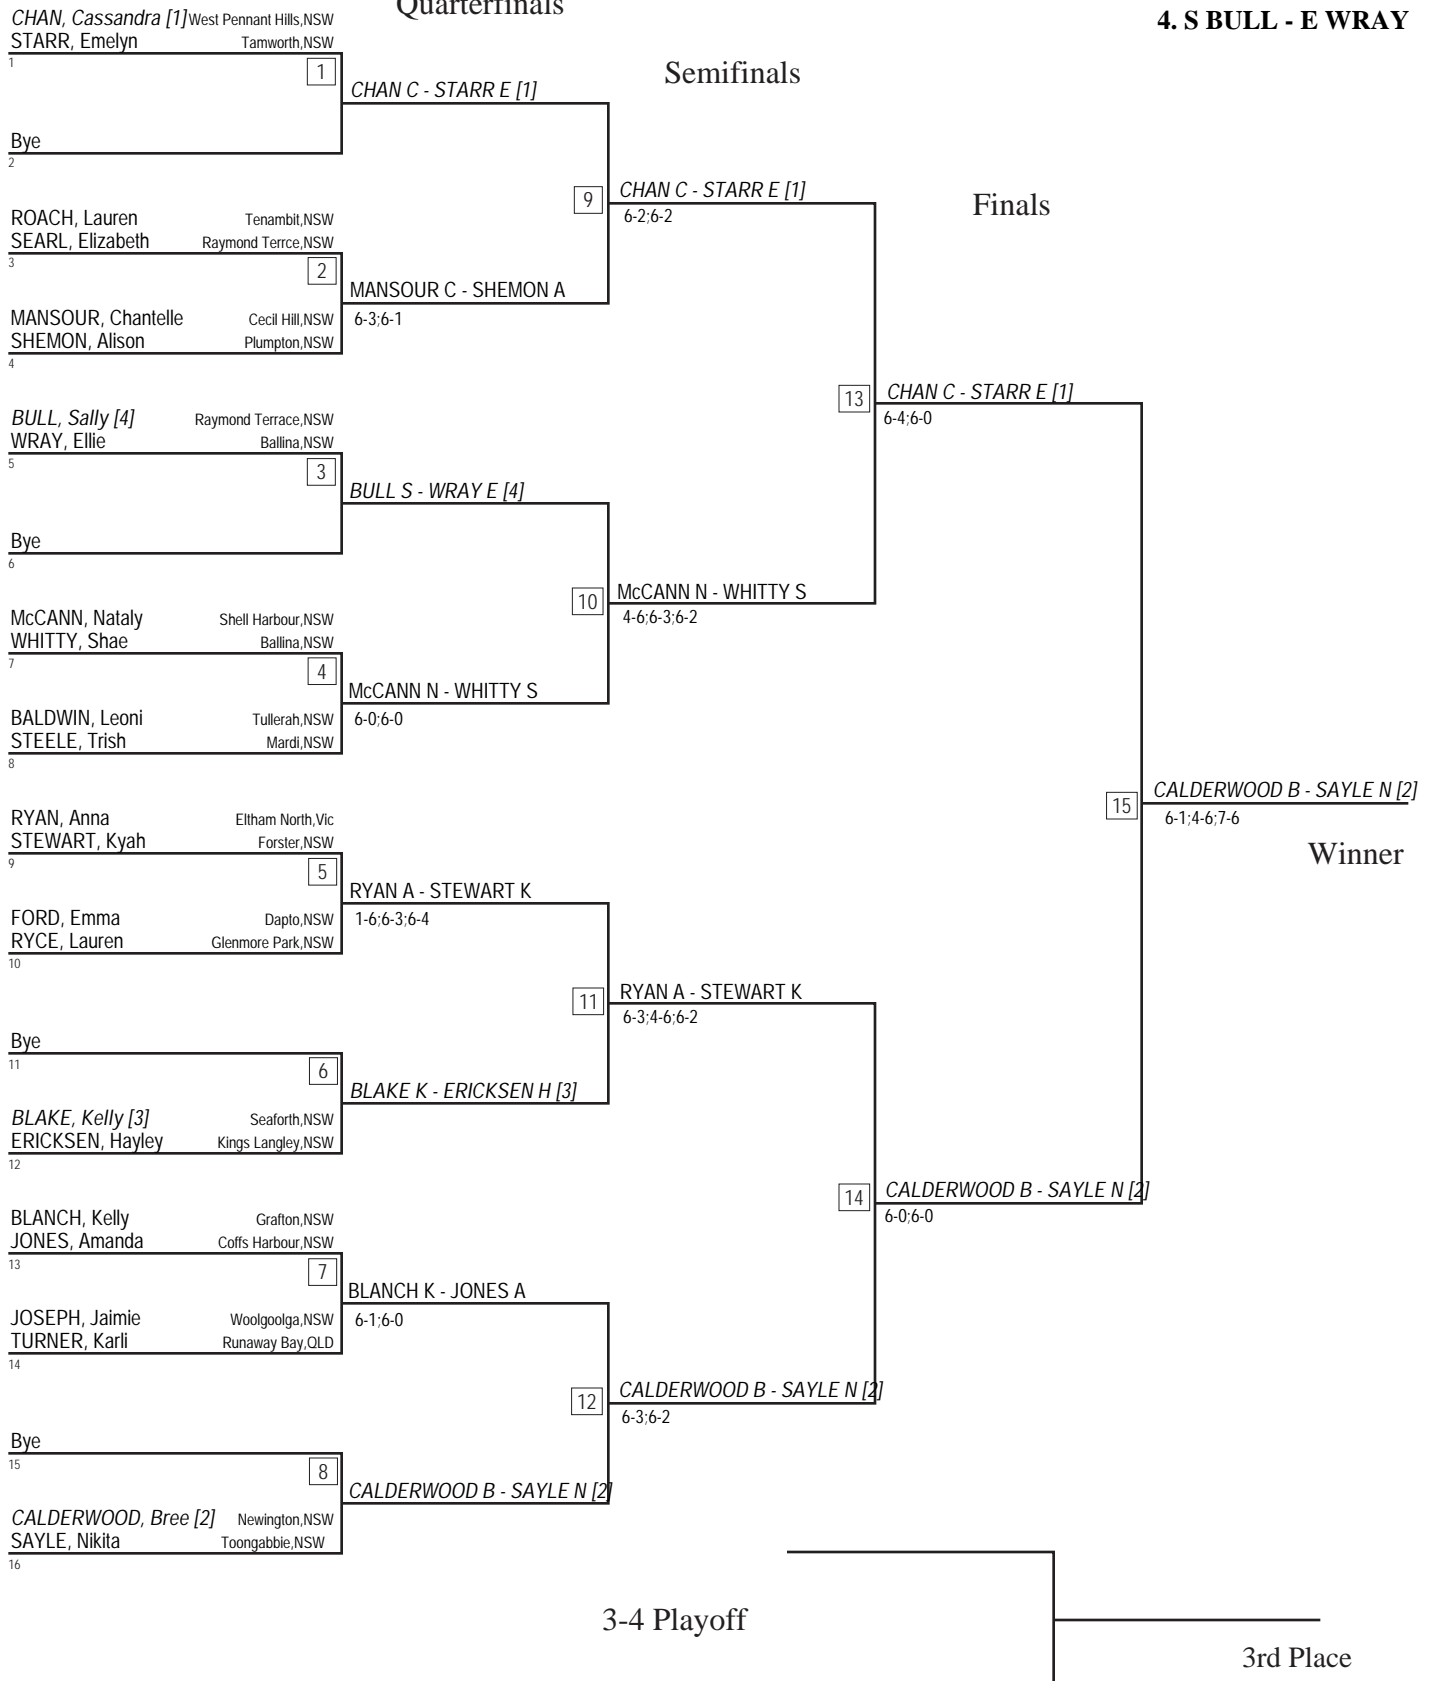 Quarterfinals
4. S BULL - E WRAY
CHAN, Cassandra [1] West Pennant Hills,NSW
STARR, Emelyn Tamworth,NSW
1
1
CHAN C - STARR E [1]
Semifinals
Bye
2
9
CHAN C - STARR E [1]
6-2;6-2
Finals
ROACH, Lauren Tenambit,NSW
SEARL, Elizabeth Raymond Terrce,NSW
3
2
MANSOUR C - SHEMON A
6-3;6-1
MANSOUR, Chantelle Cecil Hill,NSW
SHEMON, Alison Plumpton,NSW
4
13
CHAN C - STARR E [1]
6-4;6-0
BULL, Sally [4] Raymond Terrace,NSW
WRAY, Ellie Ballina,NSW
5
3
BULL S - WRAY E [4]
Bye
6
10
McCANN N - WHITTY S
4-6;6-3;6-2
McCANN, Nataly Shell Harbour,NSW
WHITTY, Shae Ballina,NSW
7
4
McCANN N - WHITTY S
6-0;6-0
BALDWIN, Leoni Tullerah,NSW
STEELE, Trish Mardi,NSW
8
15
CALDERWOOD B - SAYLE N [2]
6-1;4-6;7-6
Winner
RYAN, Anna Eltham North,Vic
STEWART, Kyah Forster,NSW
9
5
RYAN A - STEWART K
1-6;6-3;6-4
FORD, Emma Dapto,NSW
RYCE, Lauren Glenmore Park,NSW
10
11
RYAN A - STEWART K
6-3;4-6;6-2
Bye
11
6
BLAKE K - ERICKSEN H [3]
BLAKE, Kelly [3] Seaforth,NSW
ERICKSEN, Hayley Kings Langley,NSW
12
14
CALDERWOOD B - SAYLE N [2]
6-0;6-0
BLANCH, Kelly Grafton,NSW
JONES, Amanda Coffs Harbour,NSW
13
7
BLANCH K - JONES A
6-1;6-0
JOSEPH, Jaimie Woolgoolga,NSW
TURNER, Karli Runaway Bay,QLD
14
12
CALDERWOOD B - SAYLE N [2]
6-3;6-2
Bye
15
8
CALDERWOOD B - SAYLE N [2]
CALDERWOOD, Bree [2] Newington,NSW
SAYLE, Nikita Toongabbie,NSW
16
3-4 Playoff
3rd Place